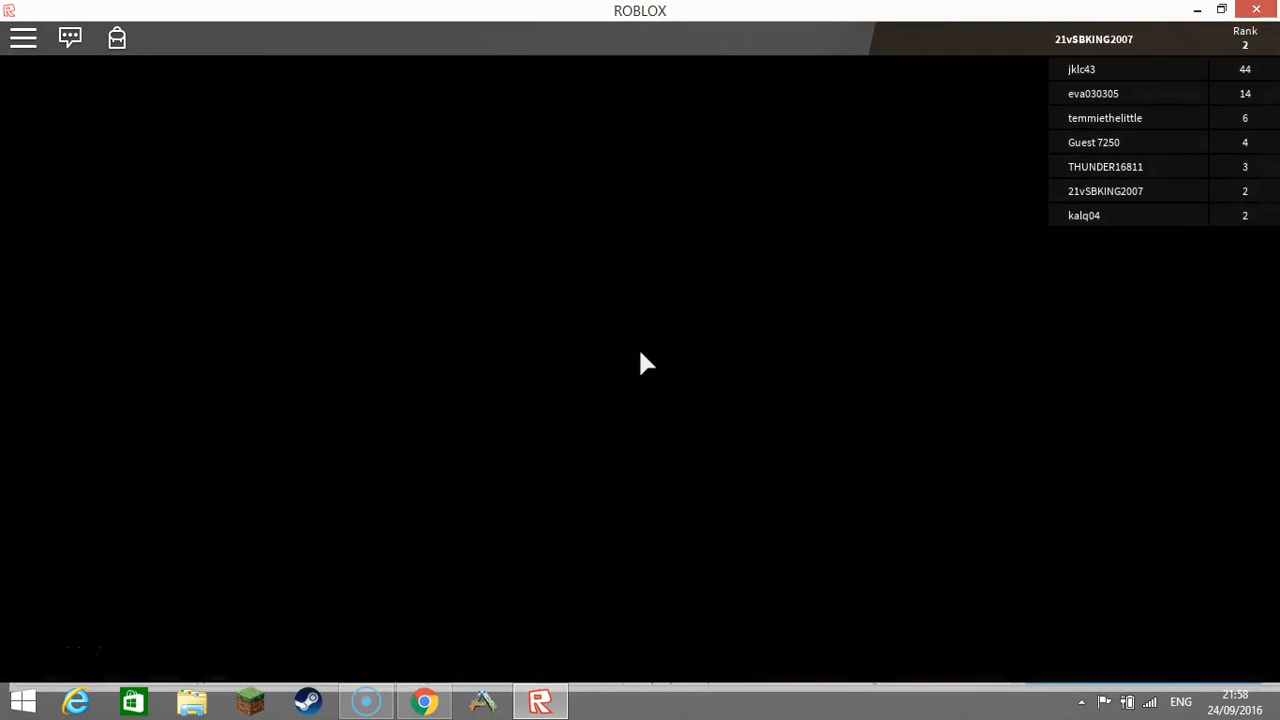 ROBLOX
21vSBKING2007 Rank 2
jklc43 44
eva030305 14
temmiethelittle 6
Guest 7250 4
THUNDER16811 3
21vSBKING2007 2
kalq04 2
ENG 21:58
24/09/2016